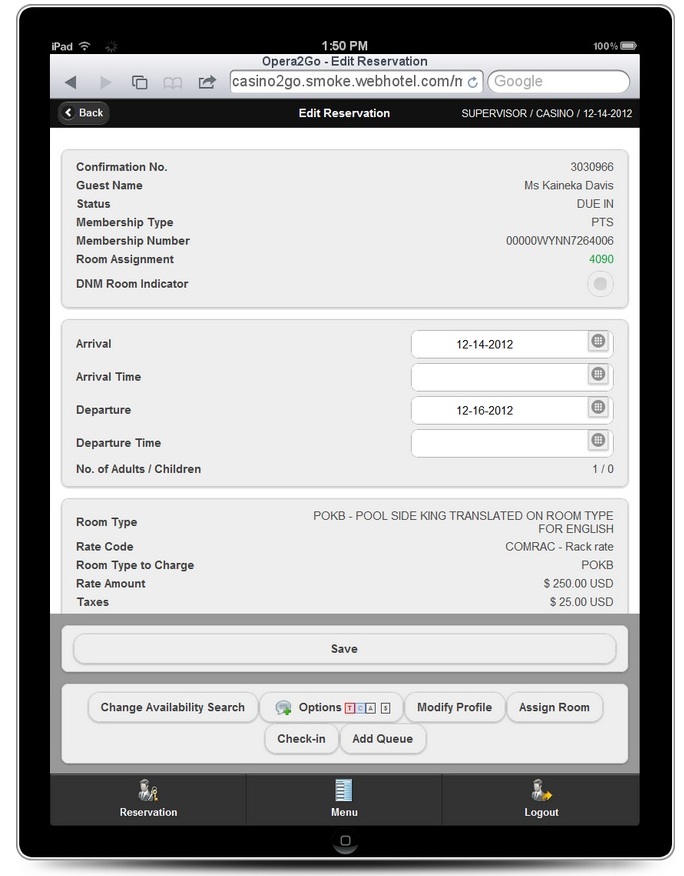 iPad 1:50 PM 100%
Opera2Go - Edit Reservation
casino2go.smoke.webhotel.com/n Google
Back Edit Reservation SUPERVISOR / CASINO / 12-14-2012
Confirmation No. 3030966
Guest Name Ms Kaineka Davis
Status DUE IN
Membership Type PTS
Membership Number 00000WYNN7264006
Room Assignment 4090
DNM Room Indicator
Arrival 12-14-2012
Arrival Time
Departure 12-16-2012
Departure Time
No. of Adults / Children 1 / 0
Room Type POKB - POOL SIDE KING TRANSLATED ON ROOM TYPE
FOR ENGLISH
Rate Code COMRAC - Rack rate
Room Type to Charge POKB
Rate Amount $ 250.00 USD
Taxes $ 25.00 USD
Save
Change Availability Search Options T C A $ Modify Profile Assign Room
Check-in Add Queue
Reservation Menu Logout